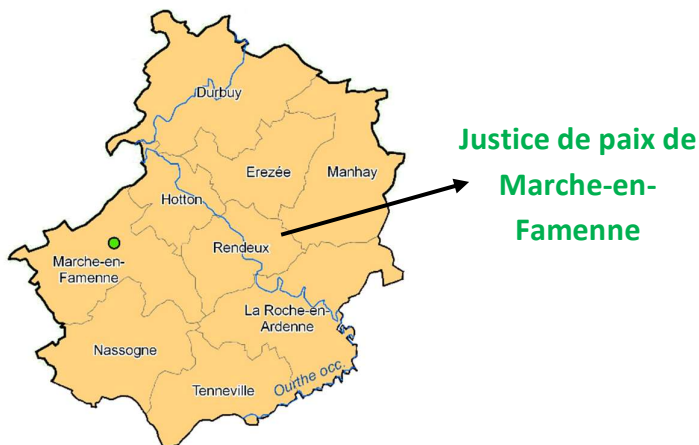 Durbuy
Erezée
Manhay
Hotton
Rendeux
Marche-en-
Famenne
La Roche-en-
Ardenne
Nassogne
Tenneville
Ourthe occ.
Justice de paix de
Marche-en-
Famenne